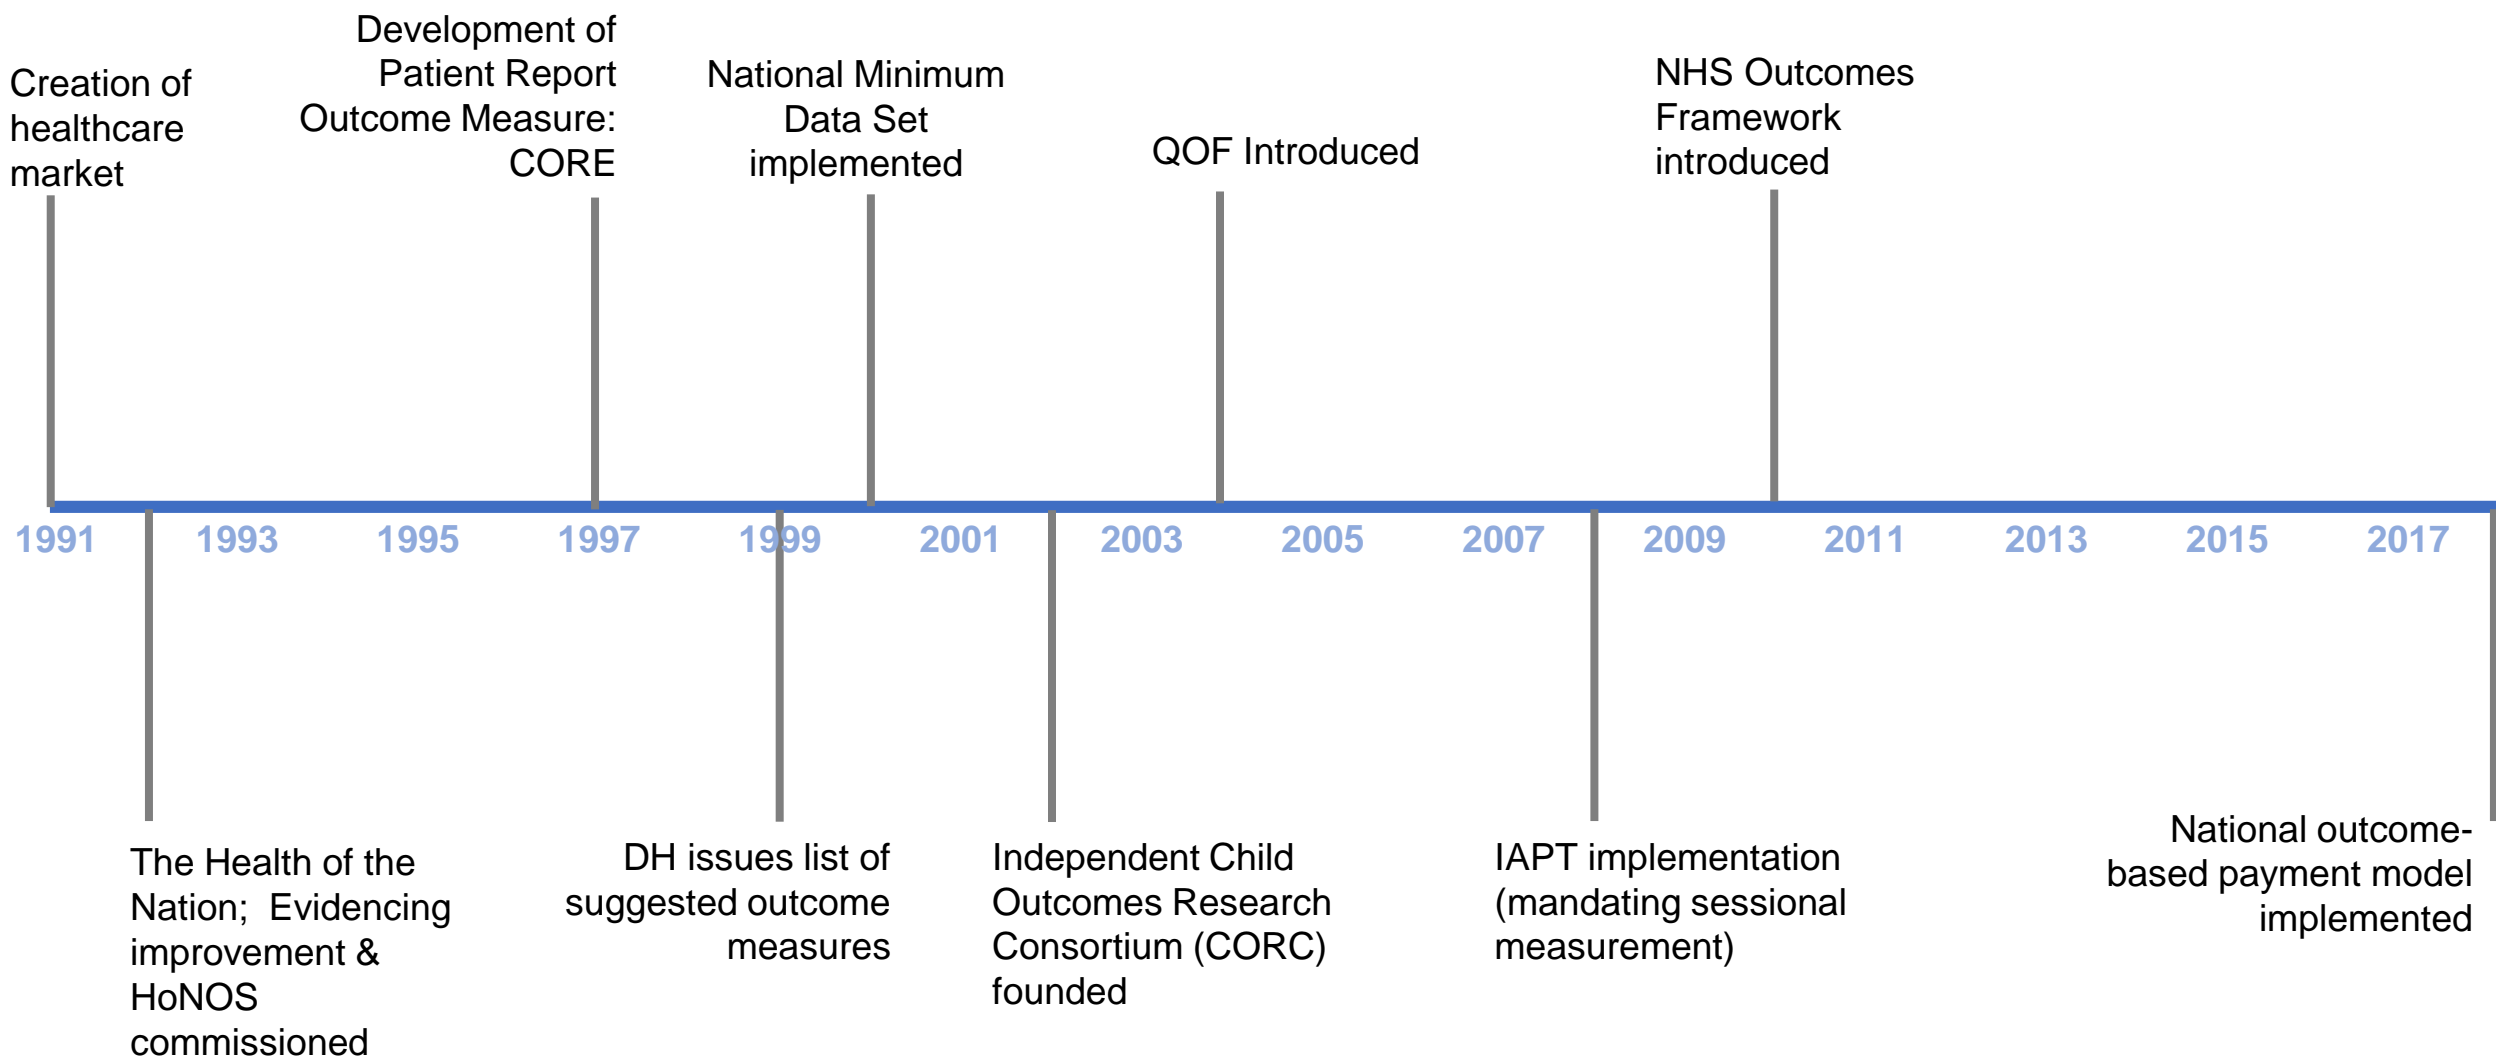 Creation of
healthcare
market
Development of
Patient Report
Outcome Measure:
CORE
National Minimum
Data Set
implemented
QOF Introduced
NHS Outcomes
Framework
introduced
1991 1993 1995 1997 1999 2001 2003 2005 2007 2009 2011 2013 2015 2017
The Health of the
Nation;  Evidencing
improvement &
HoNOS
commissioned
DH issues list of
suggested outcome
measures
Independent Child
Outcomes Research
Consortium (CORC)
founded
IAPT implementation
(mandating sessional
measurement)
National outcome-
based payment model
implemented